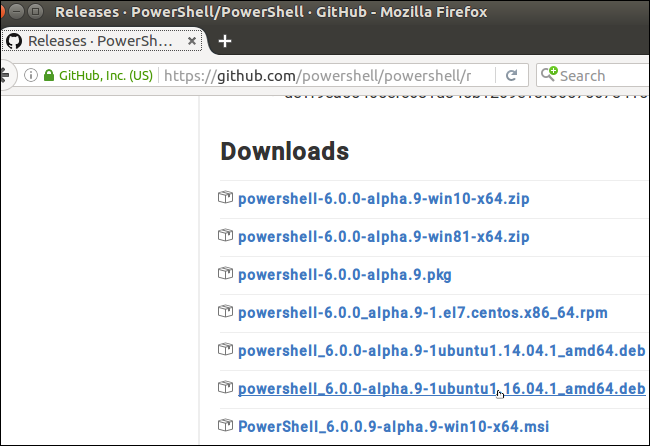 Releases · PowerShell/PowerShell · GitHub - Mozilla Firefox
Releases · PowerSh...
GitHub, Inc. (US) https://github.com/powershell/powershell/r Search
Downloads
powershell-6.0.0-alpha.9-win10-x64.zip
powershell-6.0.0-alpha.9-win81-x64.zip
powershell-6.0.0-alpha.9.pkg
powershell-6.0.0_alpha.9-1.el7.centos.x86_64.rpm
powershell_6.0.0-alpha.9-1ubuntu1.14.04.1_amd64.deb
powershell_6.0.0-alpha.9-1ubuntu1.16.04.1_amd64.deb
PowerShell_6.0.0.9-alpha.9-win10-x64.msi